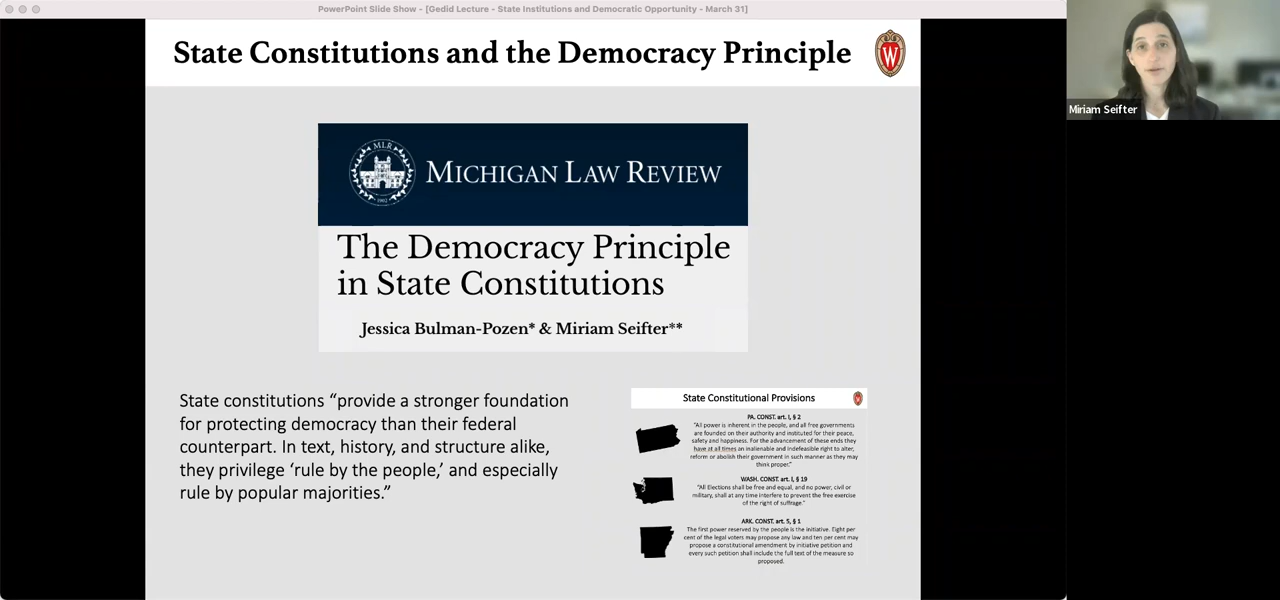 PowerPoint Slide Show - [Gedid Lecture - State Institutions and Democratic Opportunity - March 31]
State Constitutions and the Democracy Principle
W
MLR
1902
MICHIGAN LAW REVIEW
The Democracy Principle
in State Constitutions
Jessica Bulman-Pozen* & Miriam Seifter**
State constitutions “provide a stronger foundation
for protecting democracy than their federal
counterpart. In text, history, and structure alike,
they privilege ‘rule by the people,’ and especially
rule by popular majorities.”
State Constitutional Provisions
PA. CONST. art. I, § 2
"All power is inherent in the people, and all free governments
are founded on their authority and instituted for their peace,
safety and happiness. For the advancement of these ends they
have at all times an inalienable and indefeasible right to alter,
reform or abolish their government in such manner as they may
think proper."
WASH. CONST. art. I, § 19
"All Elections shall be free and equal, and no power, civil or
military, shall at any time interfere to prevent the free exercise
of the right of suffrage."
ARK. CONST. art. 5, § 1
The first power reserved by the people is the initiative. Eight per
cent of the legal voters may propose any law and ten per cent may
propose a constitutional amendment by initiative petition and
every such petition shall include the full text of the measure so
proposed.
Miriam Seifter